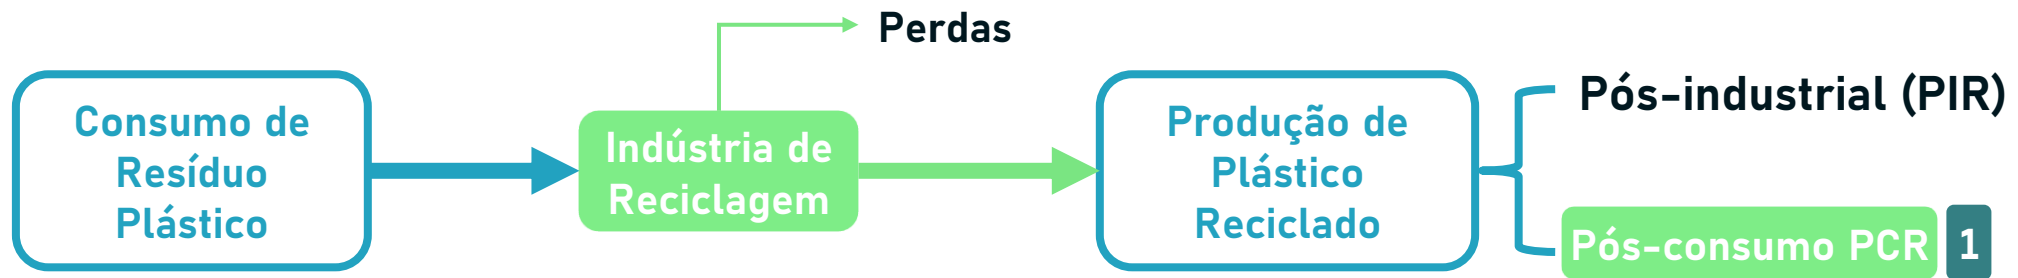 Perdas
Consumo de
Resíduo
Plástico
Indústria de
Reciclagem
Produção de
Plástico
Reciclado
Pós-industrial (PIR)
Pós-consumo PCR 1